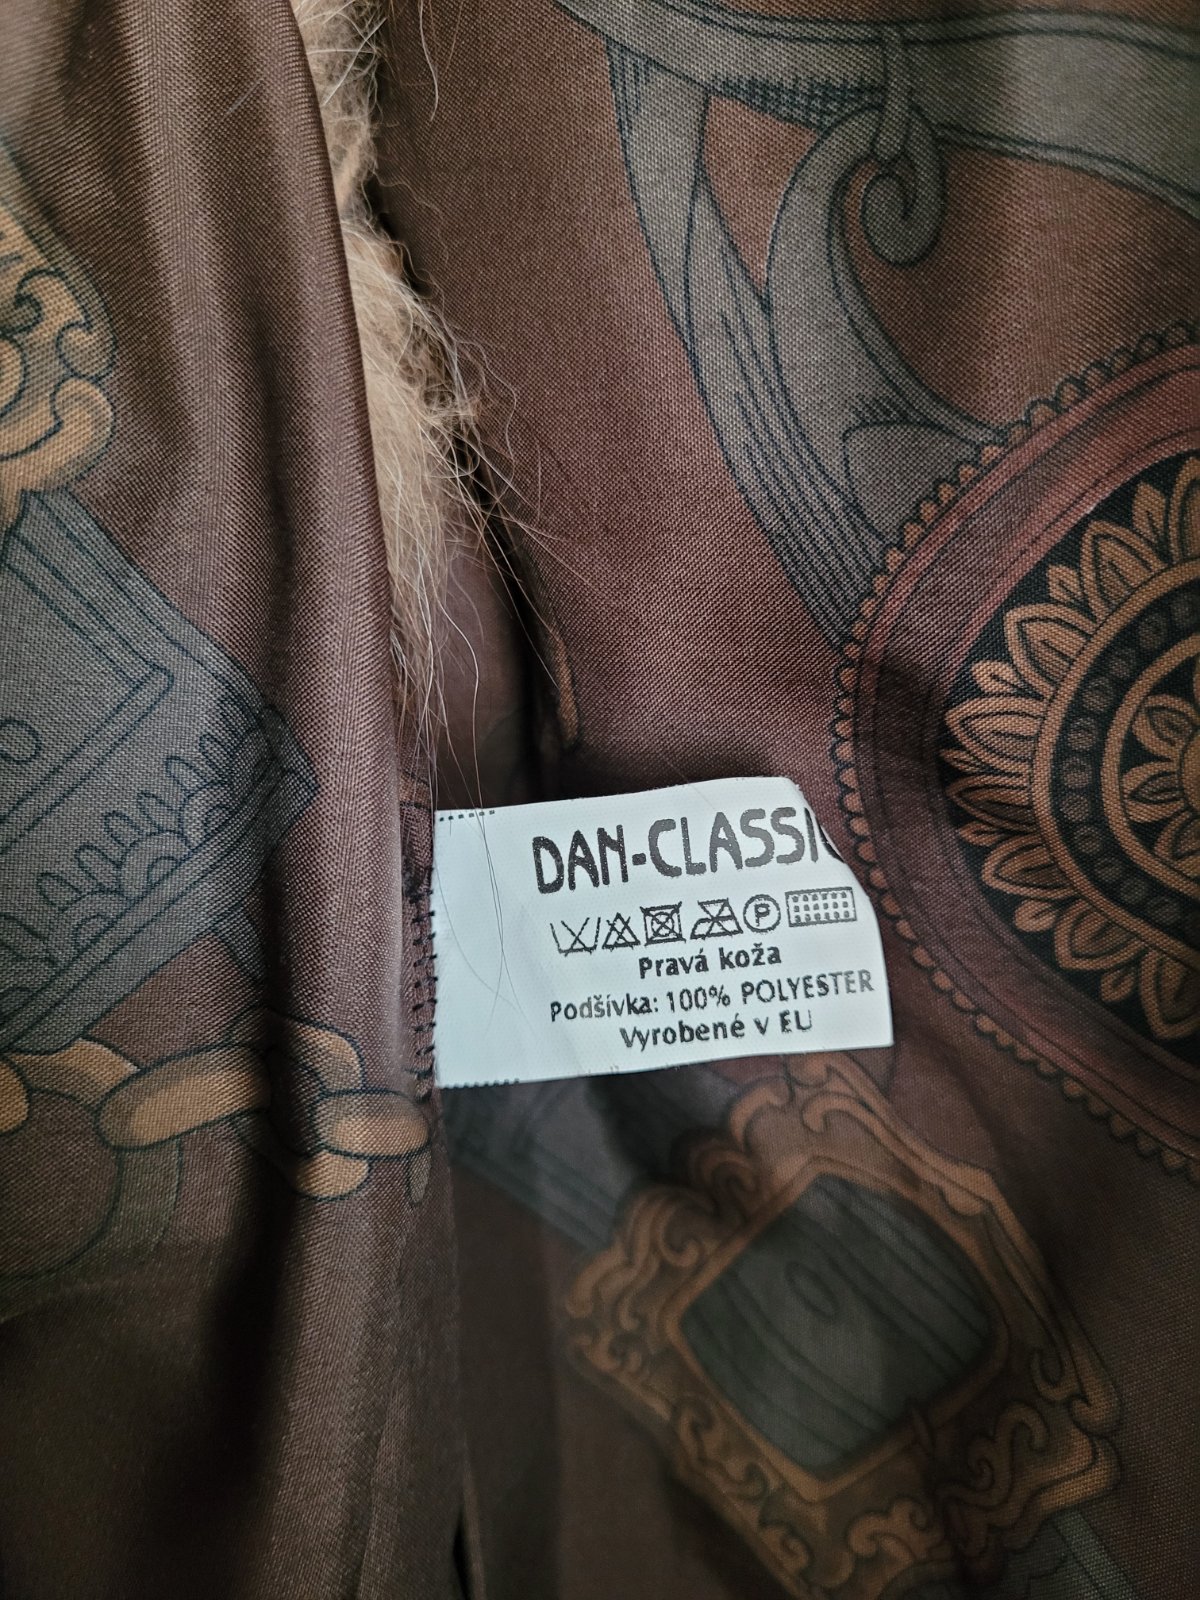 DAN-CLASSIC
P
Pravá koža
Podšívka: 100% POLYESTER
Vyrobené v EU